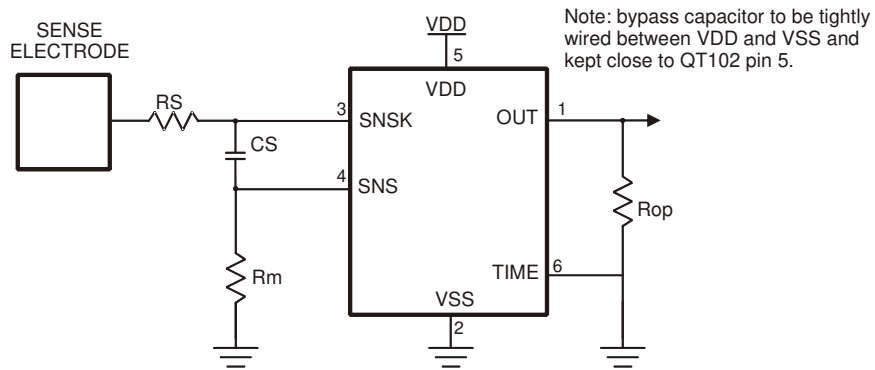 Note: bypass capacitor to be tightly
wired between VDD and VSS and
kept close to QT102 pin 5.
SENSE
ELECTRODE
VDD
5
VDD
RS
3
SNSK
OUT
1
CS
4
SNS
Rop
Rm
TIME
6
VSS
2